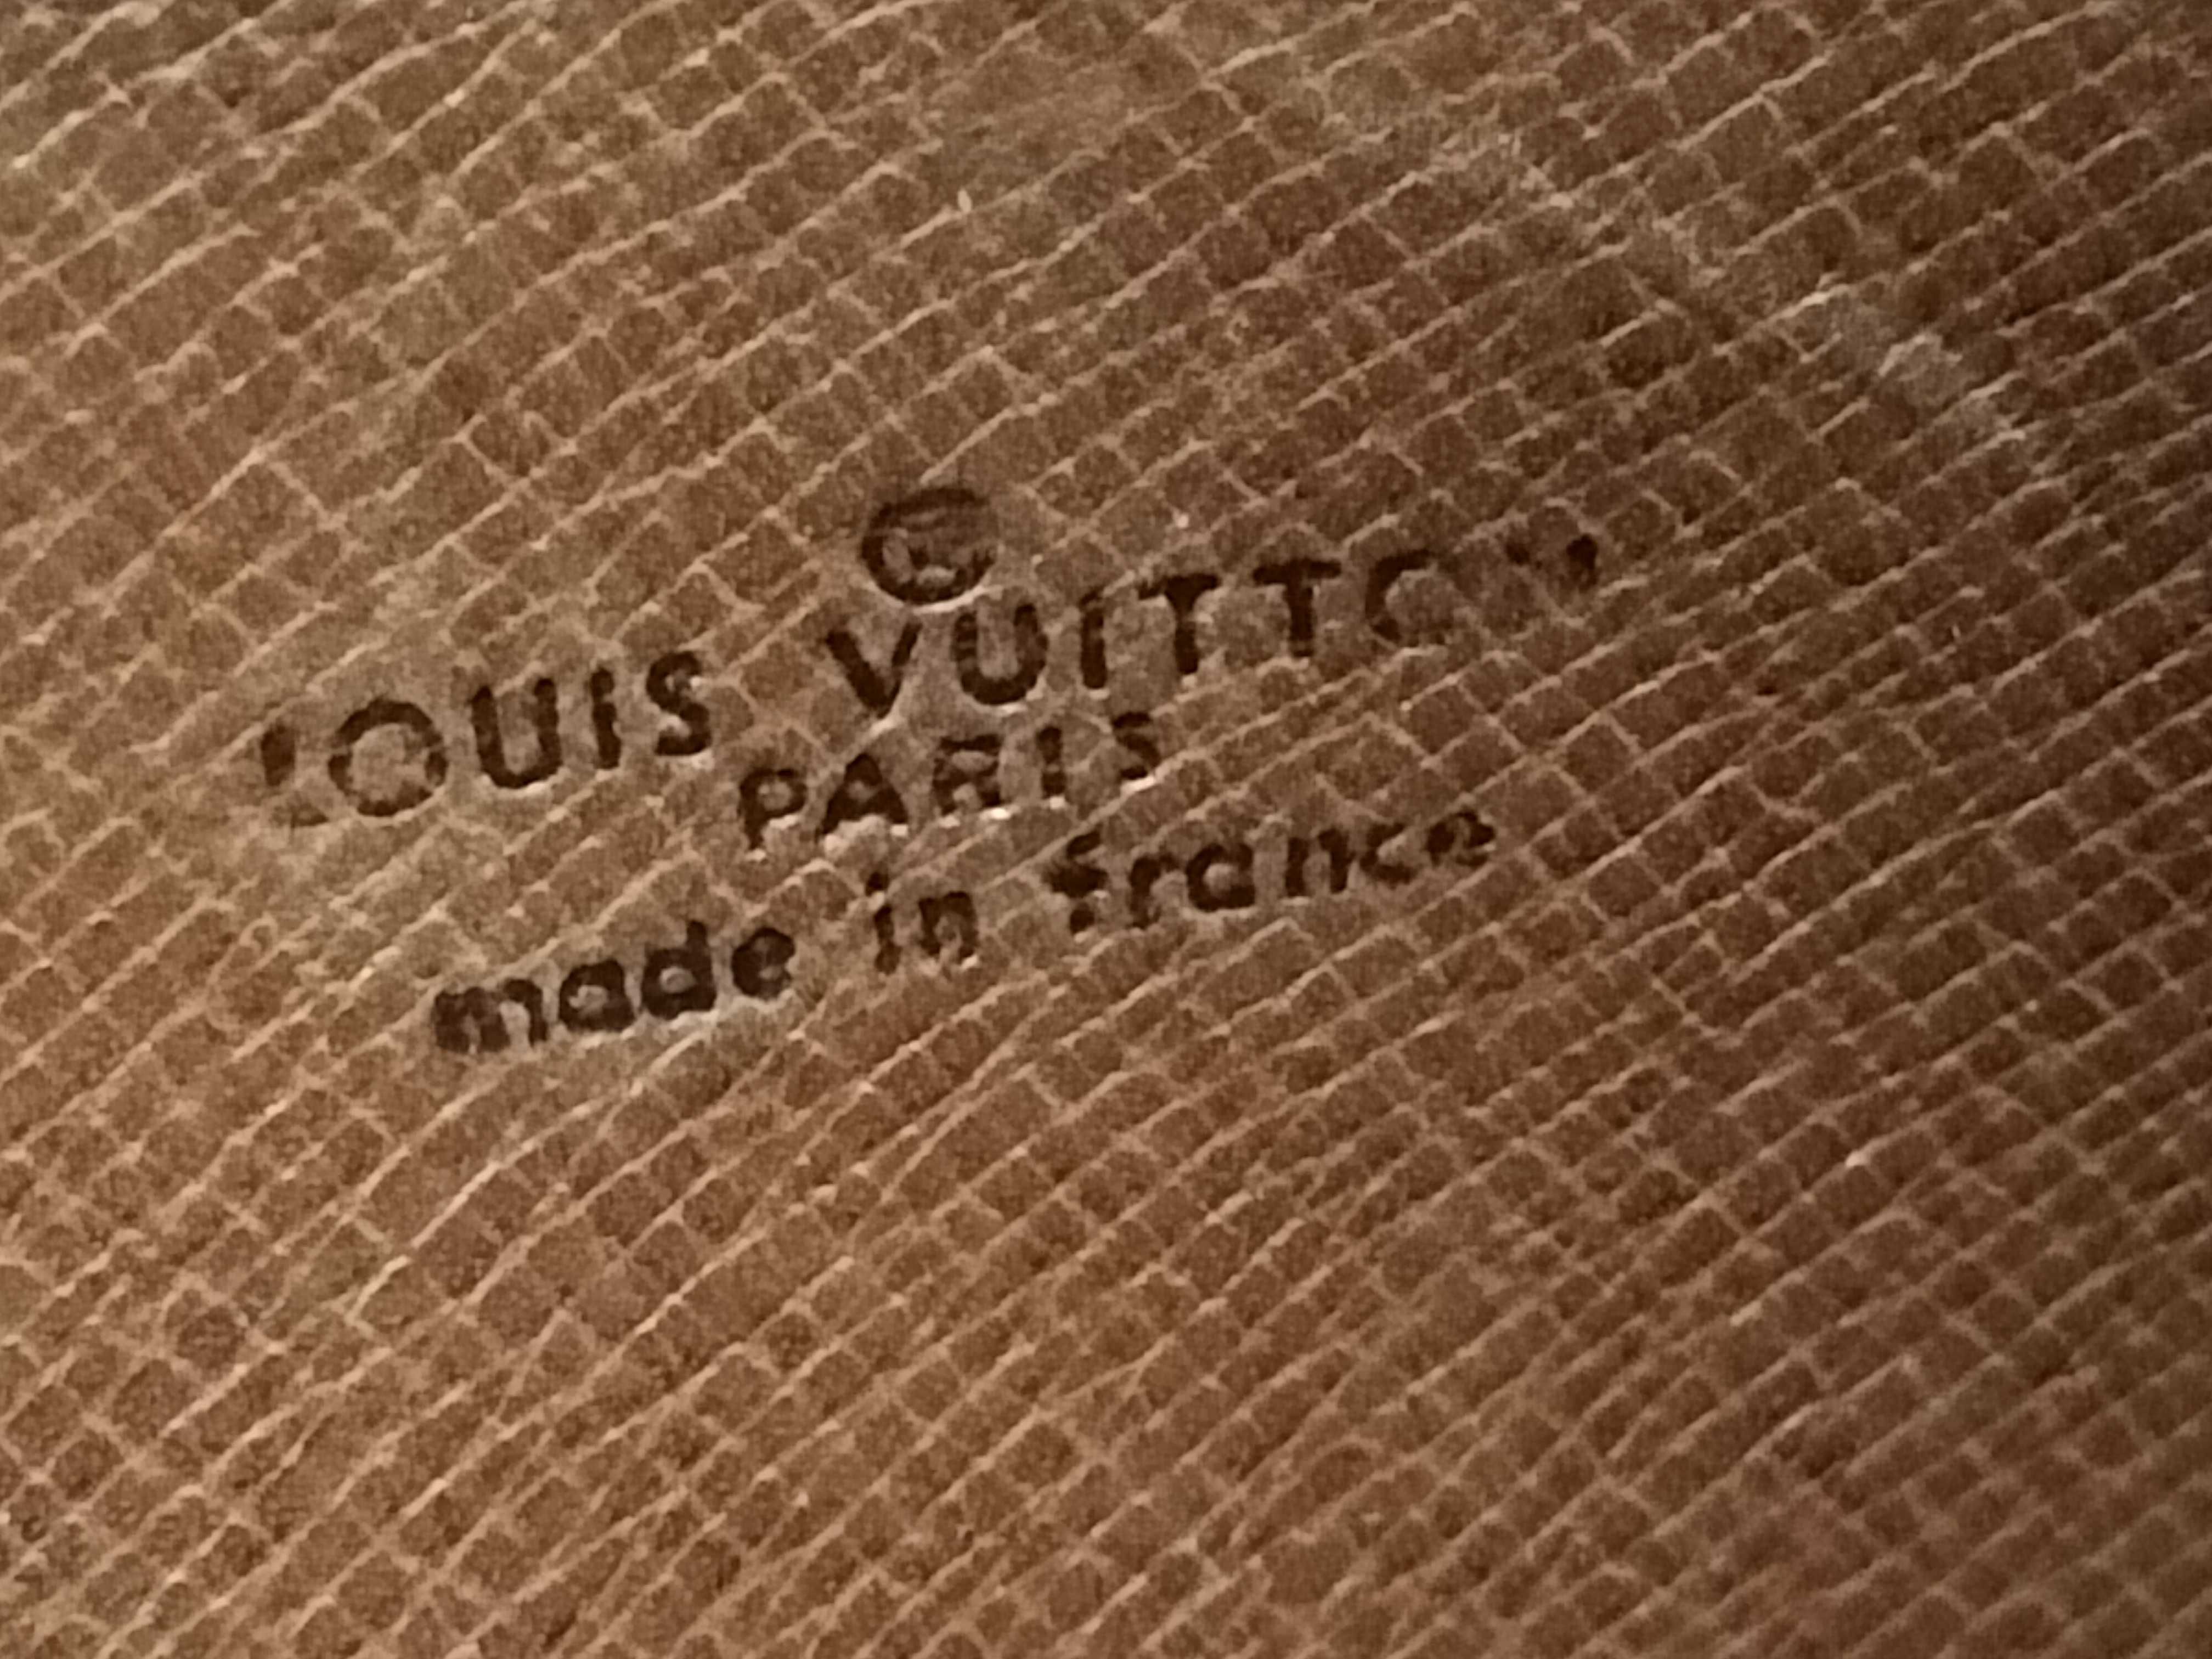 ®
LOUIS VUITTON
PARIS
made in france